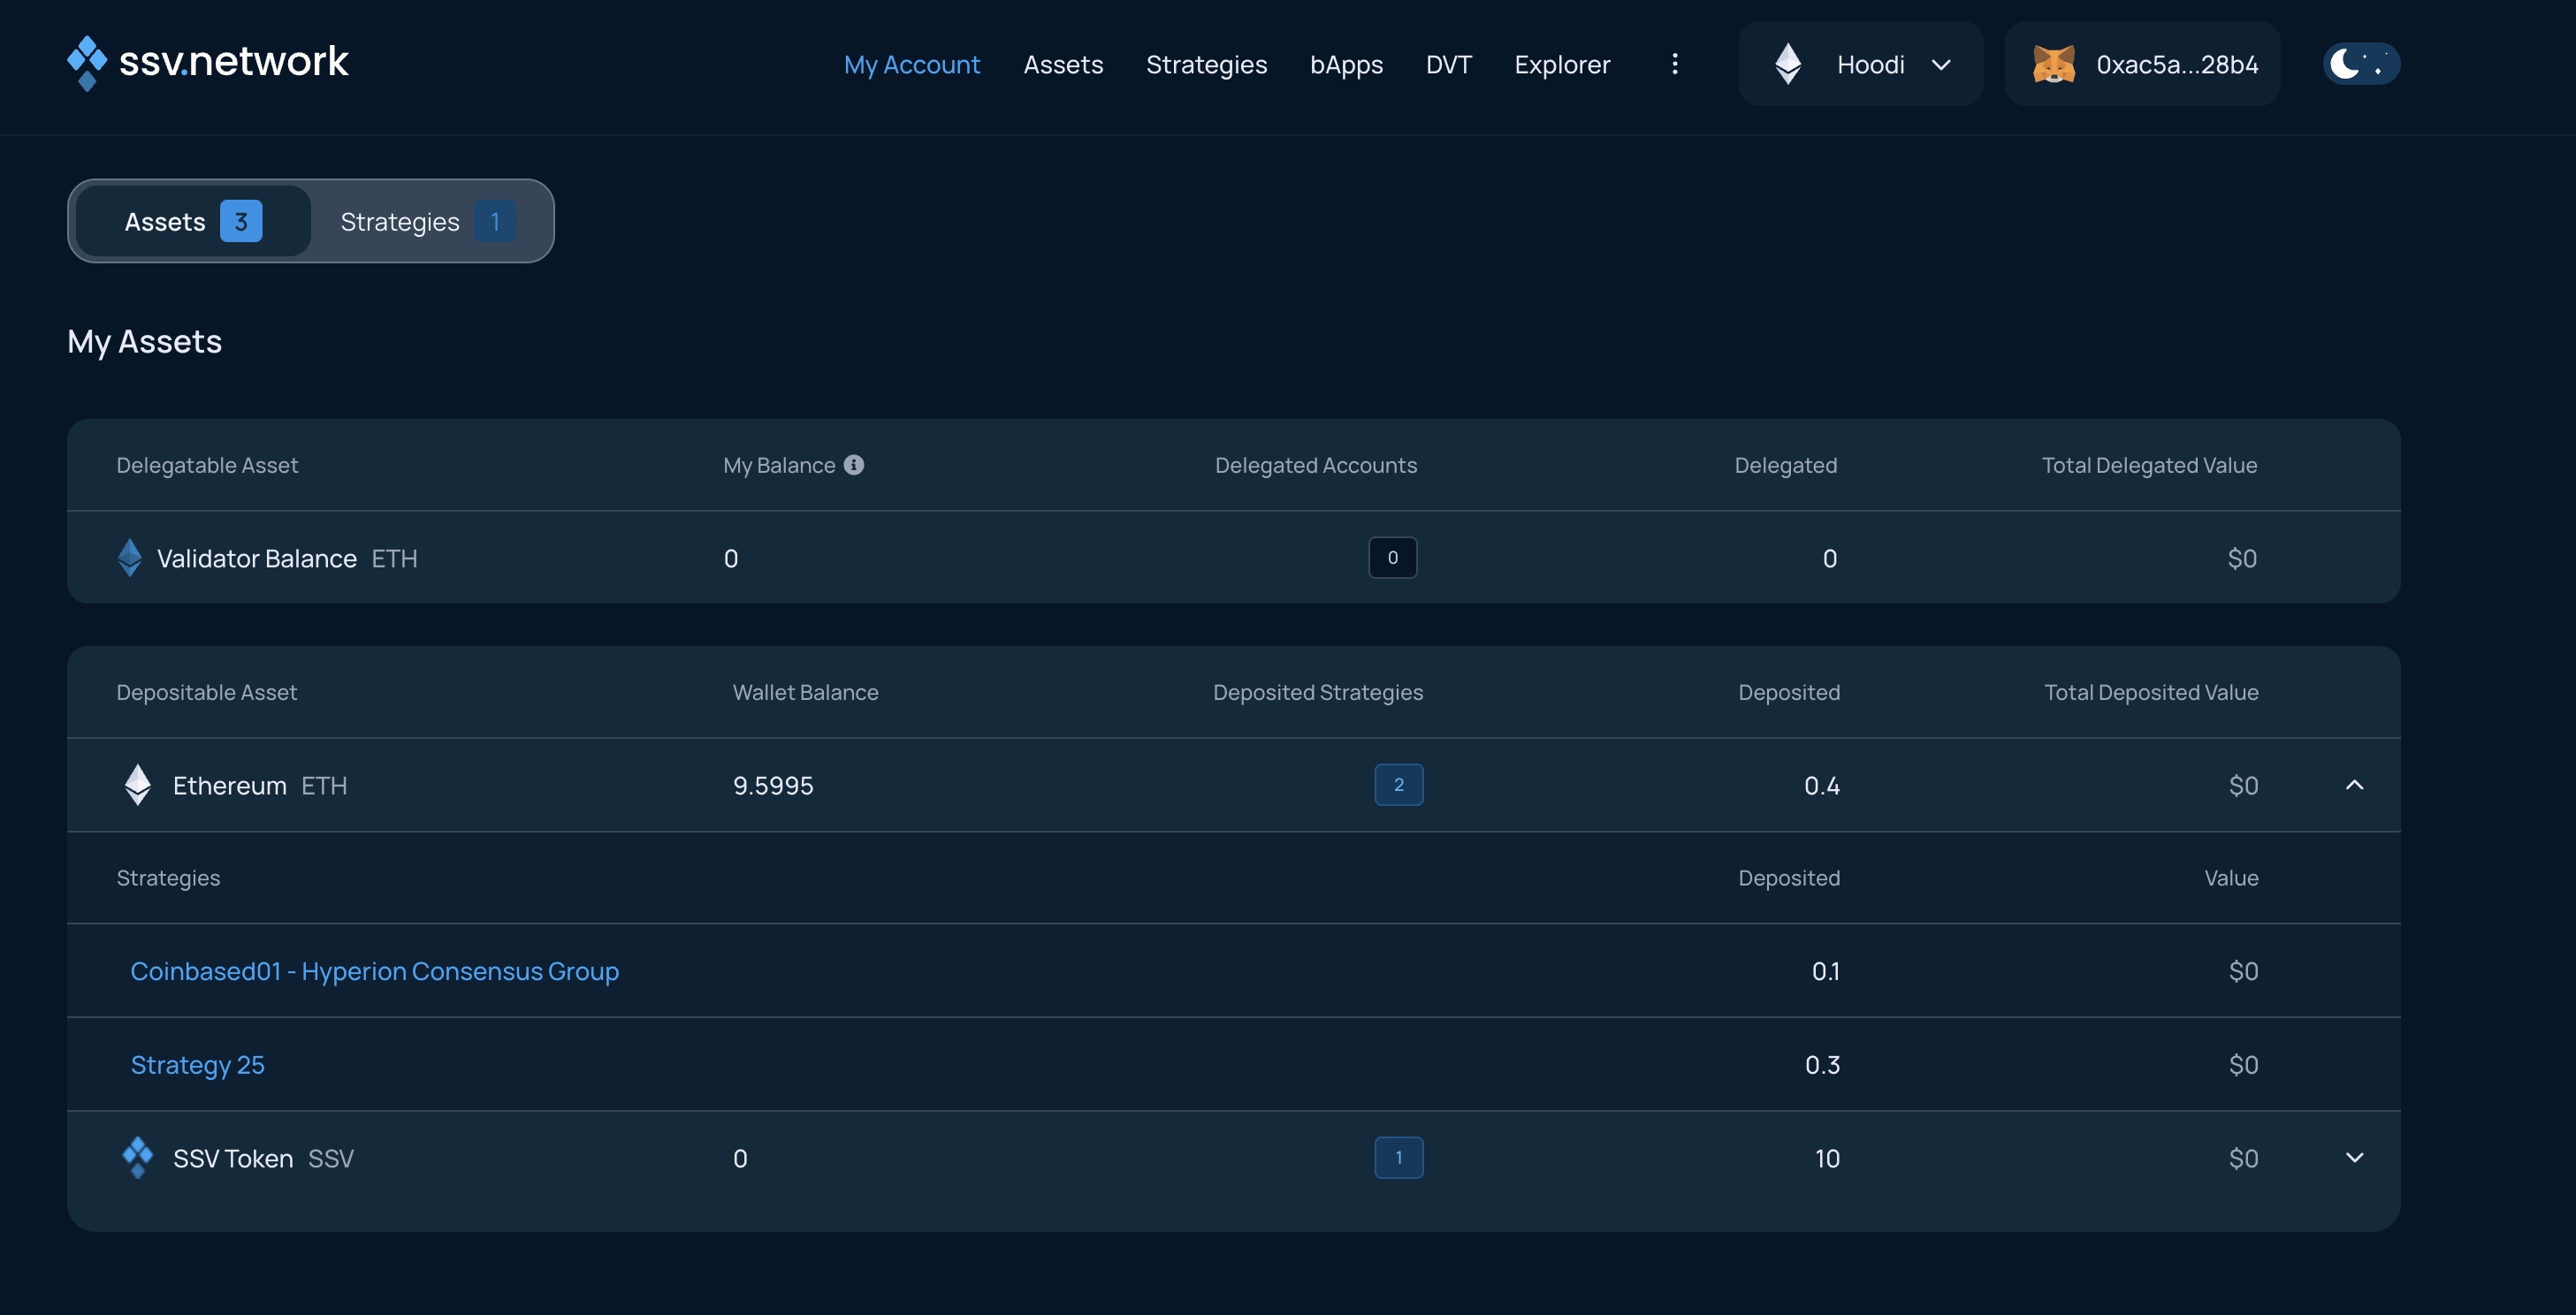 ssv.network My Account Assets Strategies bApps DVT Explorer Hoodi 0xac5a...28b4
Assets 3 Strategies 1
My Assets
Delegatable Asset My Balance Delegated Accounts Delegated Total Delegated Value
Validator Balance ETH 0 0 0 $0
Depositable Asset Wallet Balance Deposited Strategies Deposited Total Deposited Value
Ethereum ETH 9.5995 2 0.4 $0
Strategies Deposited Value
Coinbased01 - Hyperion Consensus Group 0.1 $0
Strategy 25 0.3 $0
SSV Token SSV 0 1 10 $0